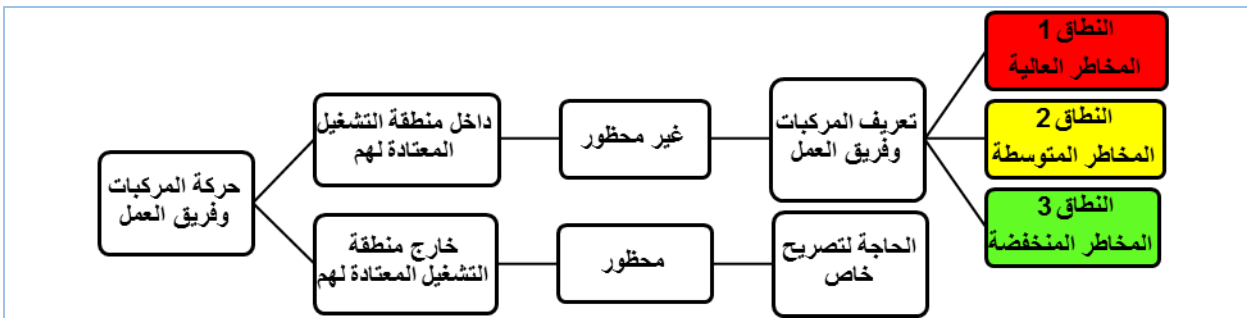 حركة المركبات
وفريق العمل
داخل منطقة التشغيل
المعتادة لهم
غير محظور
تعريف المركبات
وفريق العمل
النطاق 1
المخاطر العالية
النطاق 2
المخاطر المتوسطة
النطاق 3
المخاطر المنخفضة
خارج منطقة
التشغيل المعتادة لهم
محظور
الحاجة لتصريح
خاص